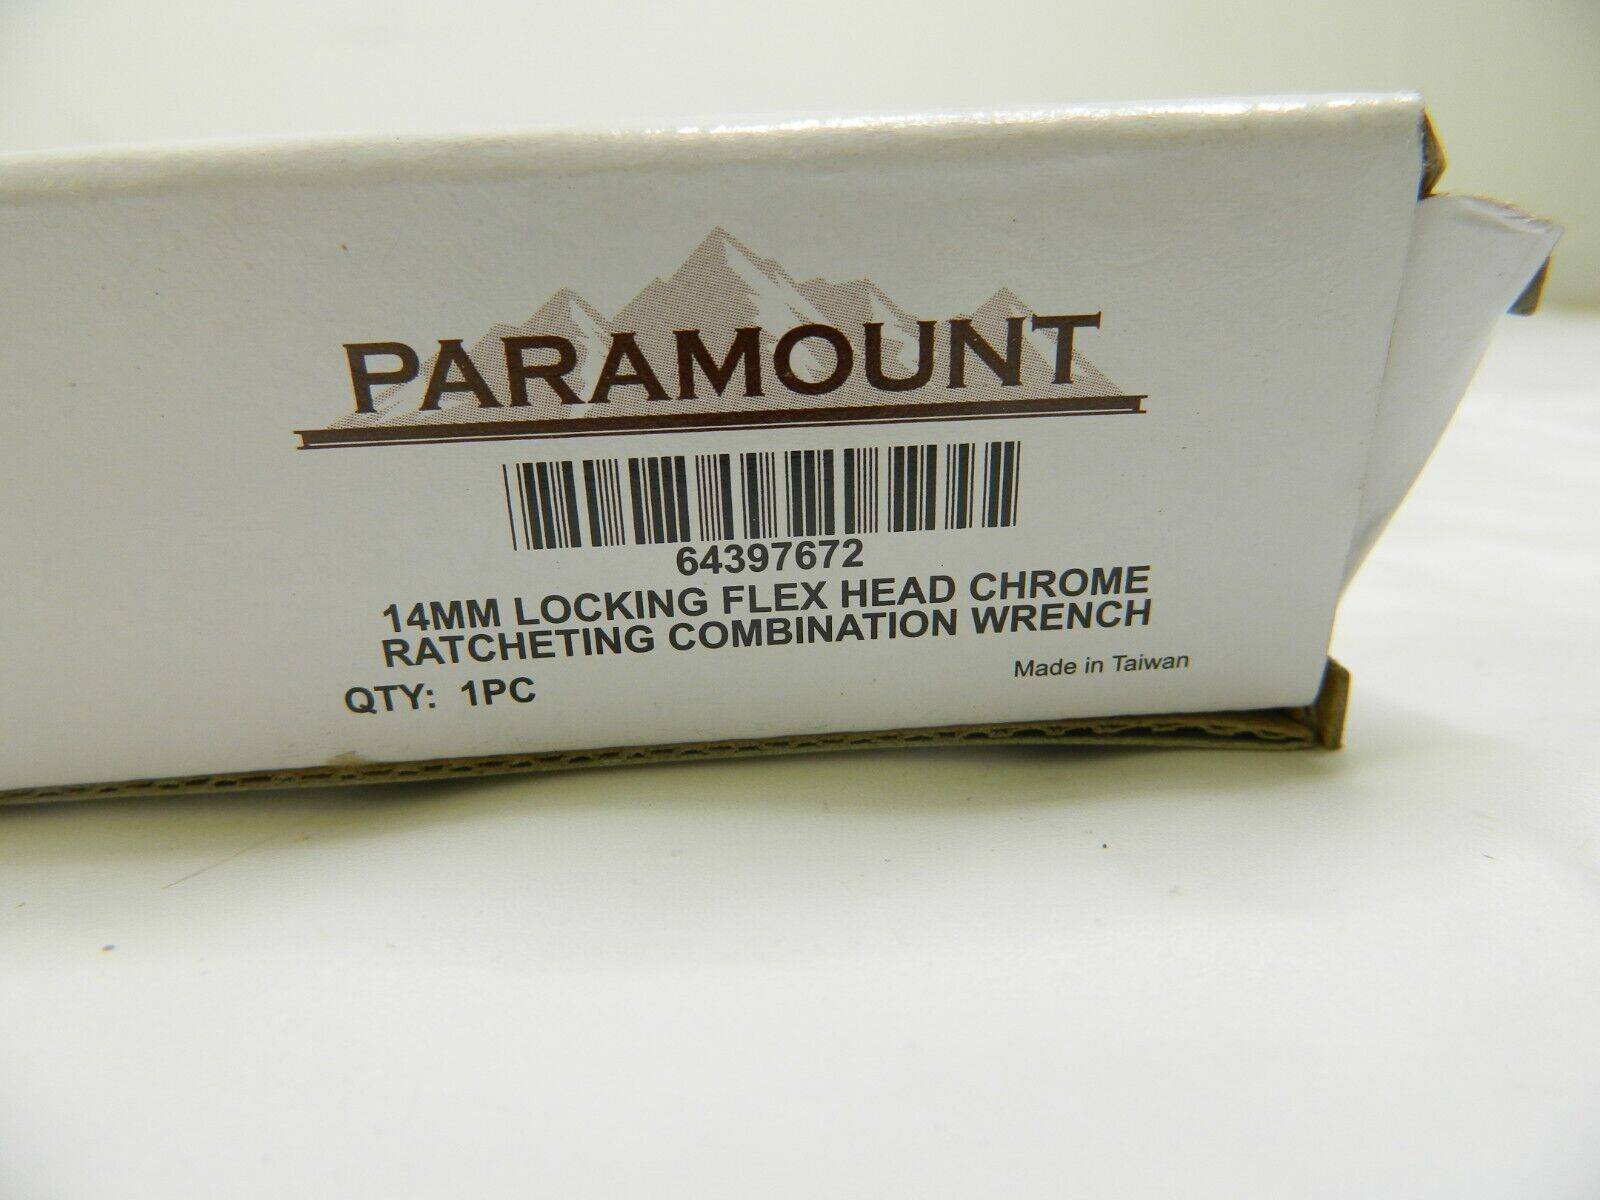 PARAMOUNT
64397672
14MM LOCKING FLEX HEAD CHROME
RATCHETING COMBINATION WRENCH
Made in Taiwan
QTY: 1PC